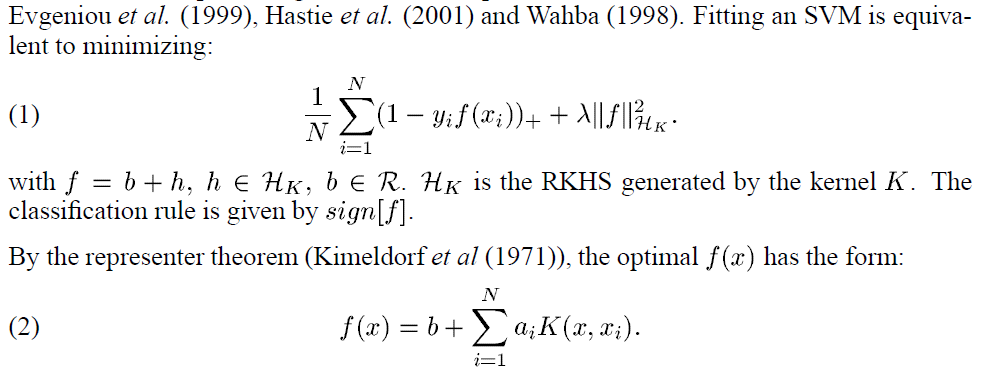 Evgeniou et al. (1999), Hastie et al. (2001) and Wahba (1998). Fitting an SVM is equiva-
lent to minimizing:
(1) \frac{1}{N} \sum_{i=1}^{N} (1 - y_i f(x_i))_+ + \lambda \|f\|^2_{\mathcal{H}_K}.
with f = b + h, h ∈ \mathcal{H}_K, b ∈ \mathcal{R}. \mathcal{H}_K is the RKHS generated by the kernel K. The
classification rule is given by sign[f].
By the representer theorem (Kimeldorf et al (1971)), the optimal f(x) has the form:
(2) f(x) = b + \sum_{i=1}^{N} a_i K(x, x_i).